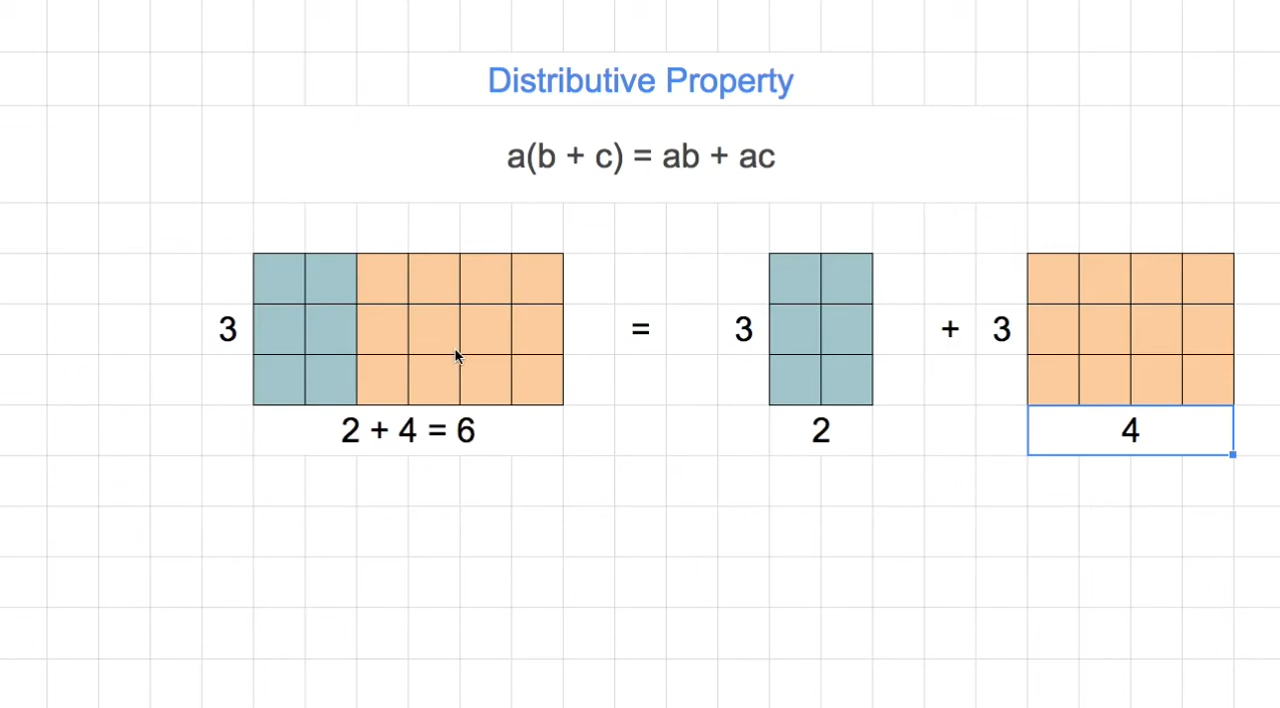 Distributive Property
a(b + c) = ab + ac
3 = 3 + 3
2 + 4 = 6 2 4